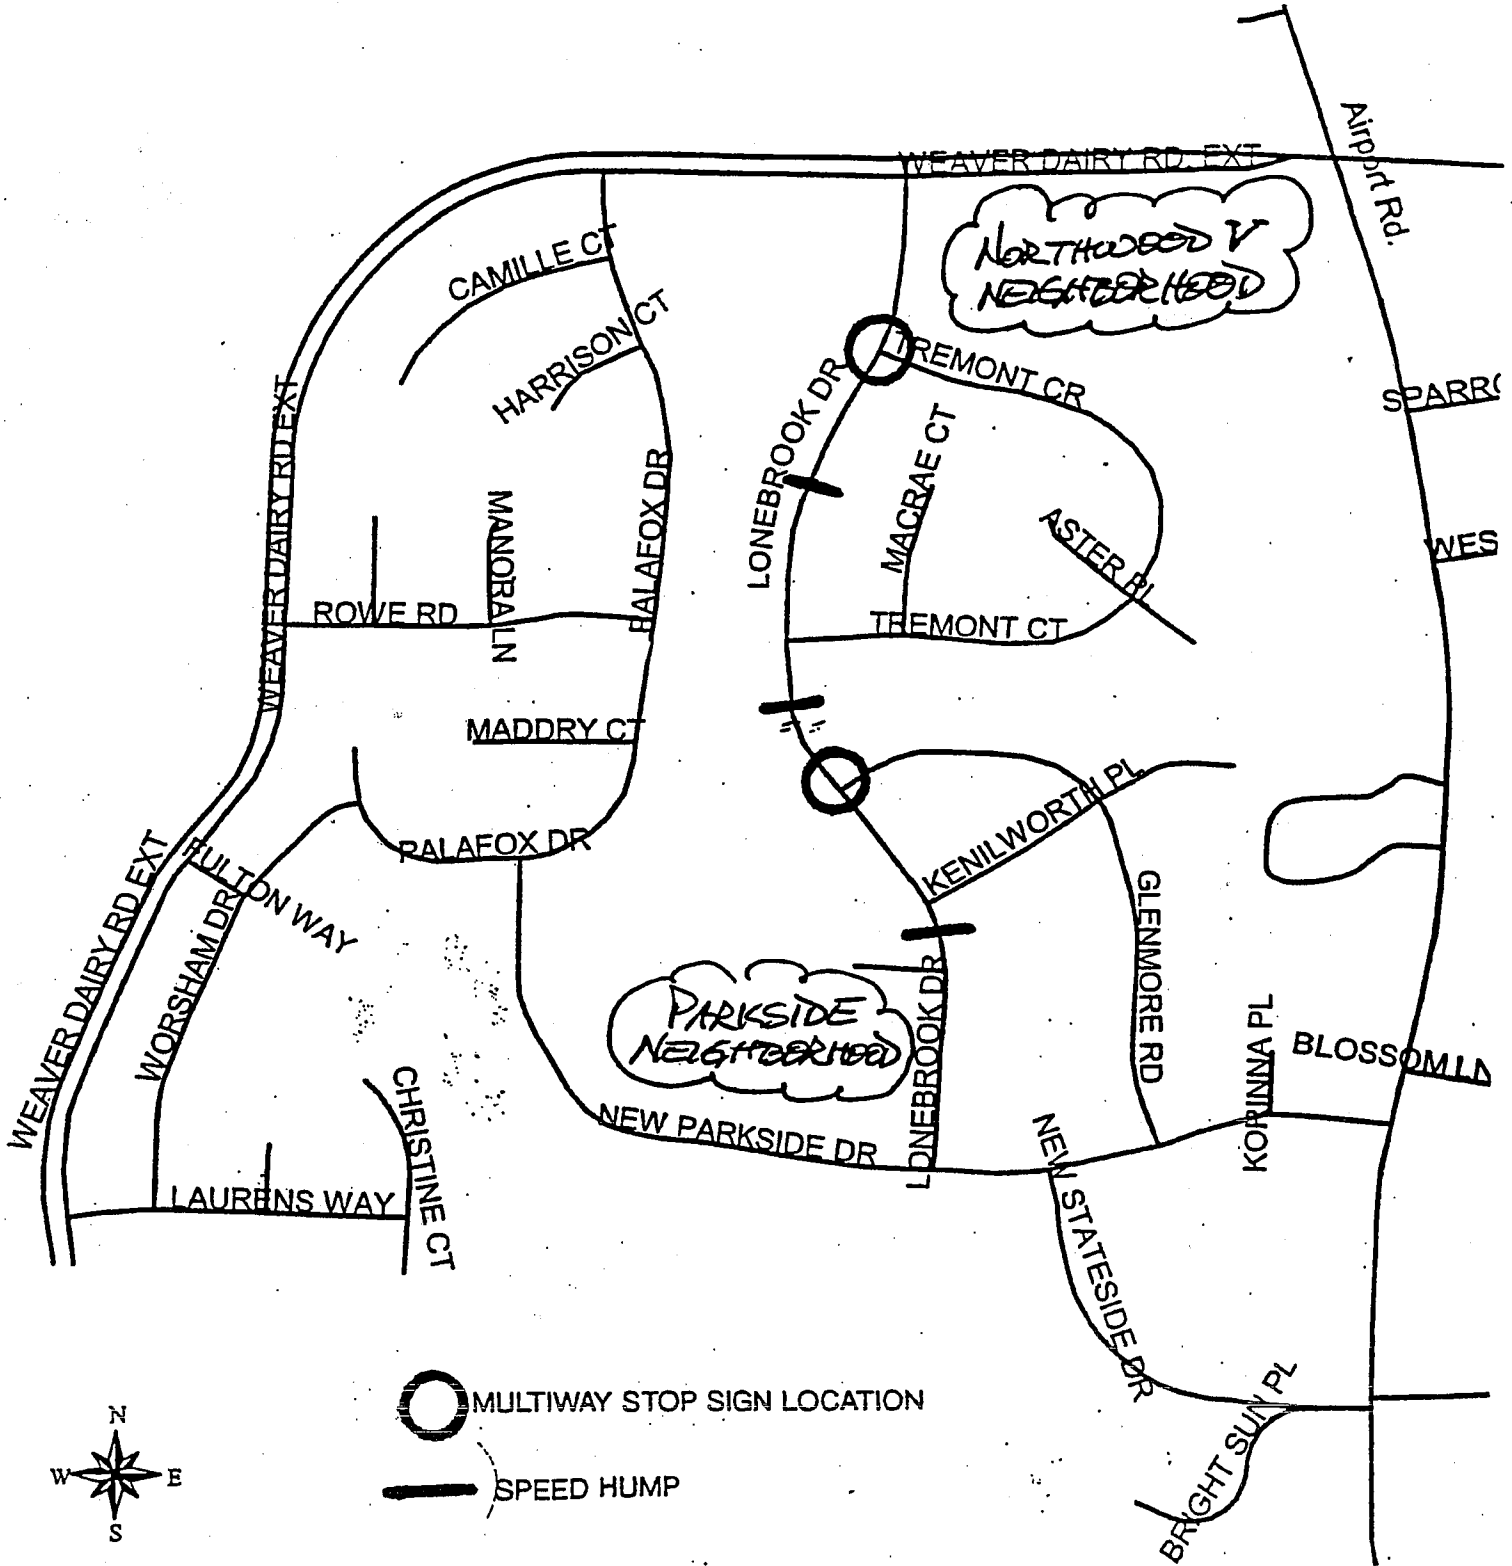 Airport Rd.
WEAVER DAIRY RD. EXT
NORTHWOOD V
NEIGHBORHOOD
CAMILLE CT
HARRISON CT
TREMONT CR
LONEBROOK DR
SPARRO
MACRAE CT
WEAVER DAIRY RD EXT
PALAFOX DR
MANORA LN
ASTER PL
WES
ROWE RD
TREMONT CT
MADDRY CT
KENILWORTH PL
PALAFOX DR
FULTON WAY
WEAVER DAIRY RD EXT
WORSHAM DR
GLENMORE RD
PARKSIDE
NEIGHBORHOOD
LONEBROOK DR
KORINNA PL
BLOSSOM LN
CHRISTINE CT
NEW PARKSIDE DR
LAURENS WAY
NEW STATESIDE DR
BRIGHT SUN PL
MULTIWAY STOP SIGN LOCATION
SPEED HUMP
N
W E
S